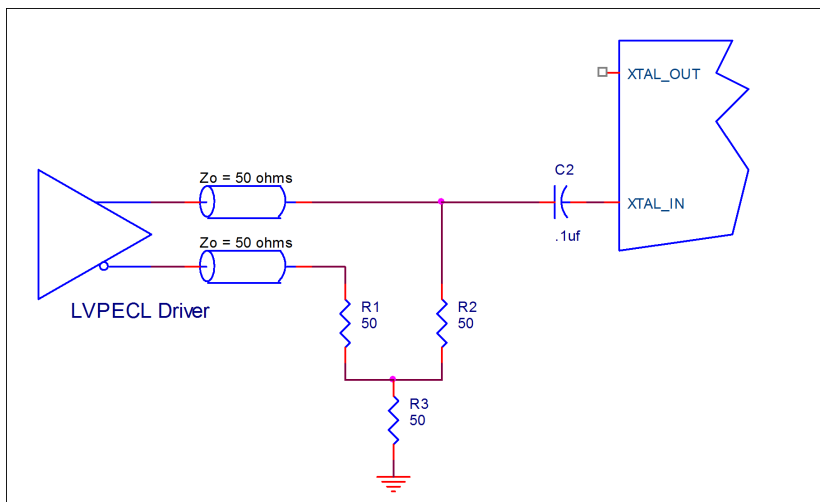 XTAL_OUT
Zo = 50 ohms
C2
XTAL_IN
.1uf
Zo = 50 ohms
LVPECL Driver
R1
50
R2
50
R3
50